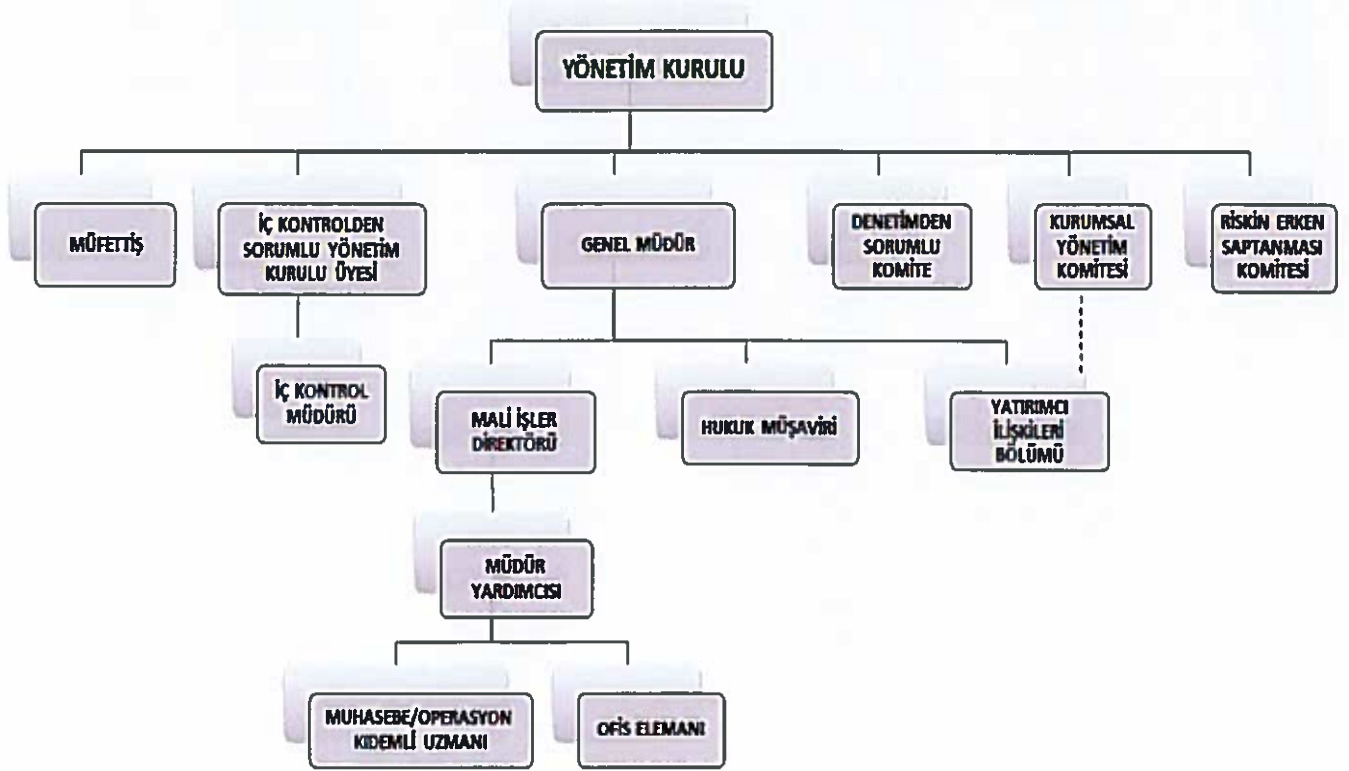 YÖNETİM KURULU
MÜFETTİŞ
İÇ KONTROLDEN
SORUMLU YÖNETİM
KURULU ÜYESİ
GENEL MÜDÜR
DENETİMDEN
SORUMLU
KOMİTE
KURUMSAL
YÖNETİM
KOMİTESİ
RİSKİN ERKEN
SAPTANMASI
KOMİTESİ
İÇ KONTROL
MÜDÜRÜ
MALİ İŞLER
DİREKTÖRÜ
HUKUK MÜŞAVİRİ
YATIRIMCI
İLİŞKİLERİ
BÖLÜMÜ
MÜDÜR
YARDIMCISI
MUHASEBE/OPERASYON
KIDEMLİ UZMANI
OFİS ELEMANI